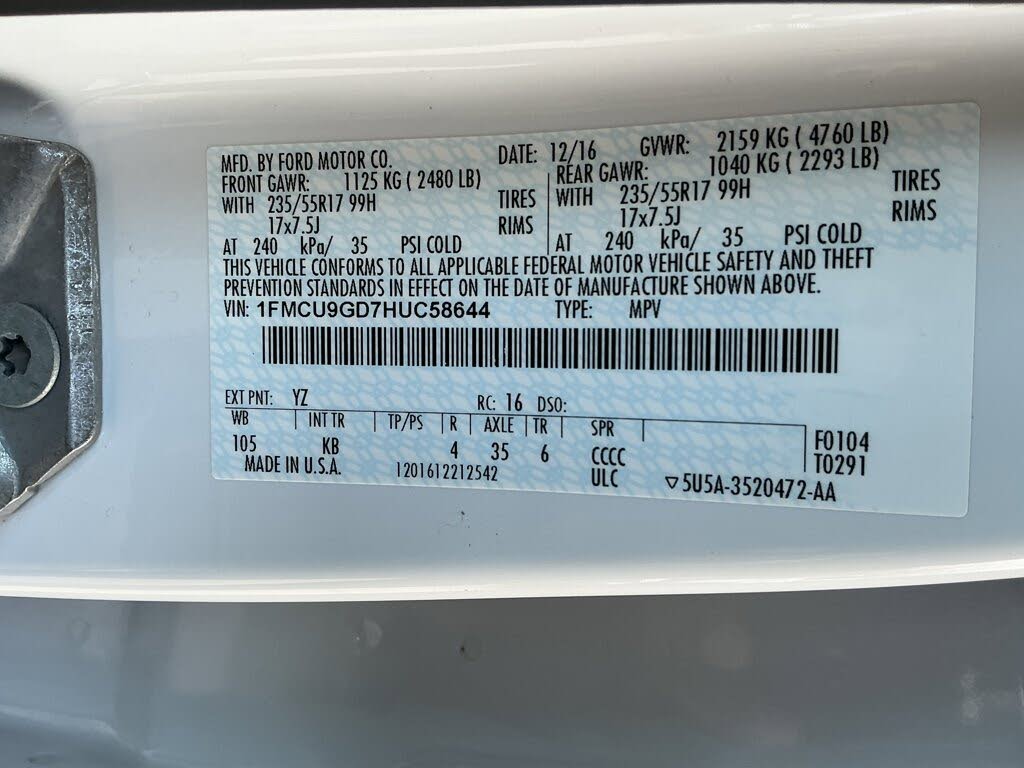 MFD. BY FORD MOTOR CO. DATE: 12/16 GVWR: 2159 KG ( 4760 LB)
FRONT GAWR: 1125 KG ( 2480 LB) REAR GAWR: 1040 KG ( 2293 LB)
WITH 235/55R17 99H TIRES WITH 235/55R17 99H TIRES
17x7.5J RIMS 17x7.5J RIMS
AT 240 kPa/ 35 PSI COLD AT 240 kPa/ 35 PSI COLD
THIS VEHICLE CONFORMS TO ALL APPLICABLE FEDERAL MOTOR VEHICLE SAFETY AND THEFT
PREVENTION STANDARDS IN EFFECT ON THE DATE OF MANUFACTURE SHOWN ABOVE.
VIN: 1FMCU9GD7HUC58644 TYPE: MPV
EXT PNT: YZ RC: 16 DSO:
WB INT TR TP/PS R AXLE TR SPR
105 KB 4 35 6 CCCC F0104
MADE IN U.S.A. 1201612212542 ULC T0291
▽5U5A-3520472-AA